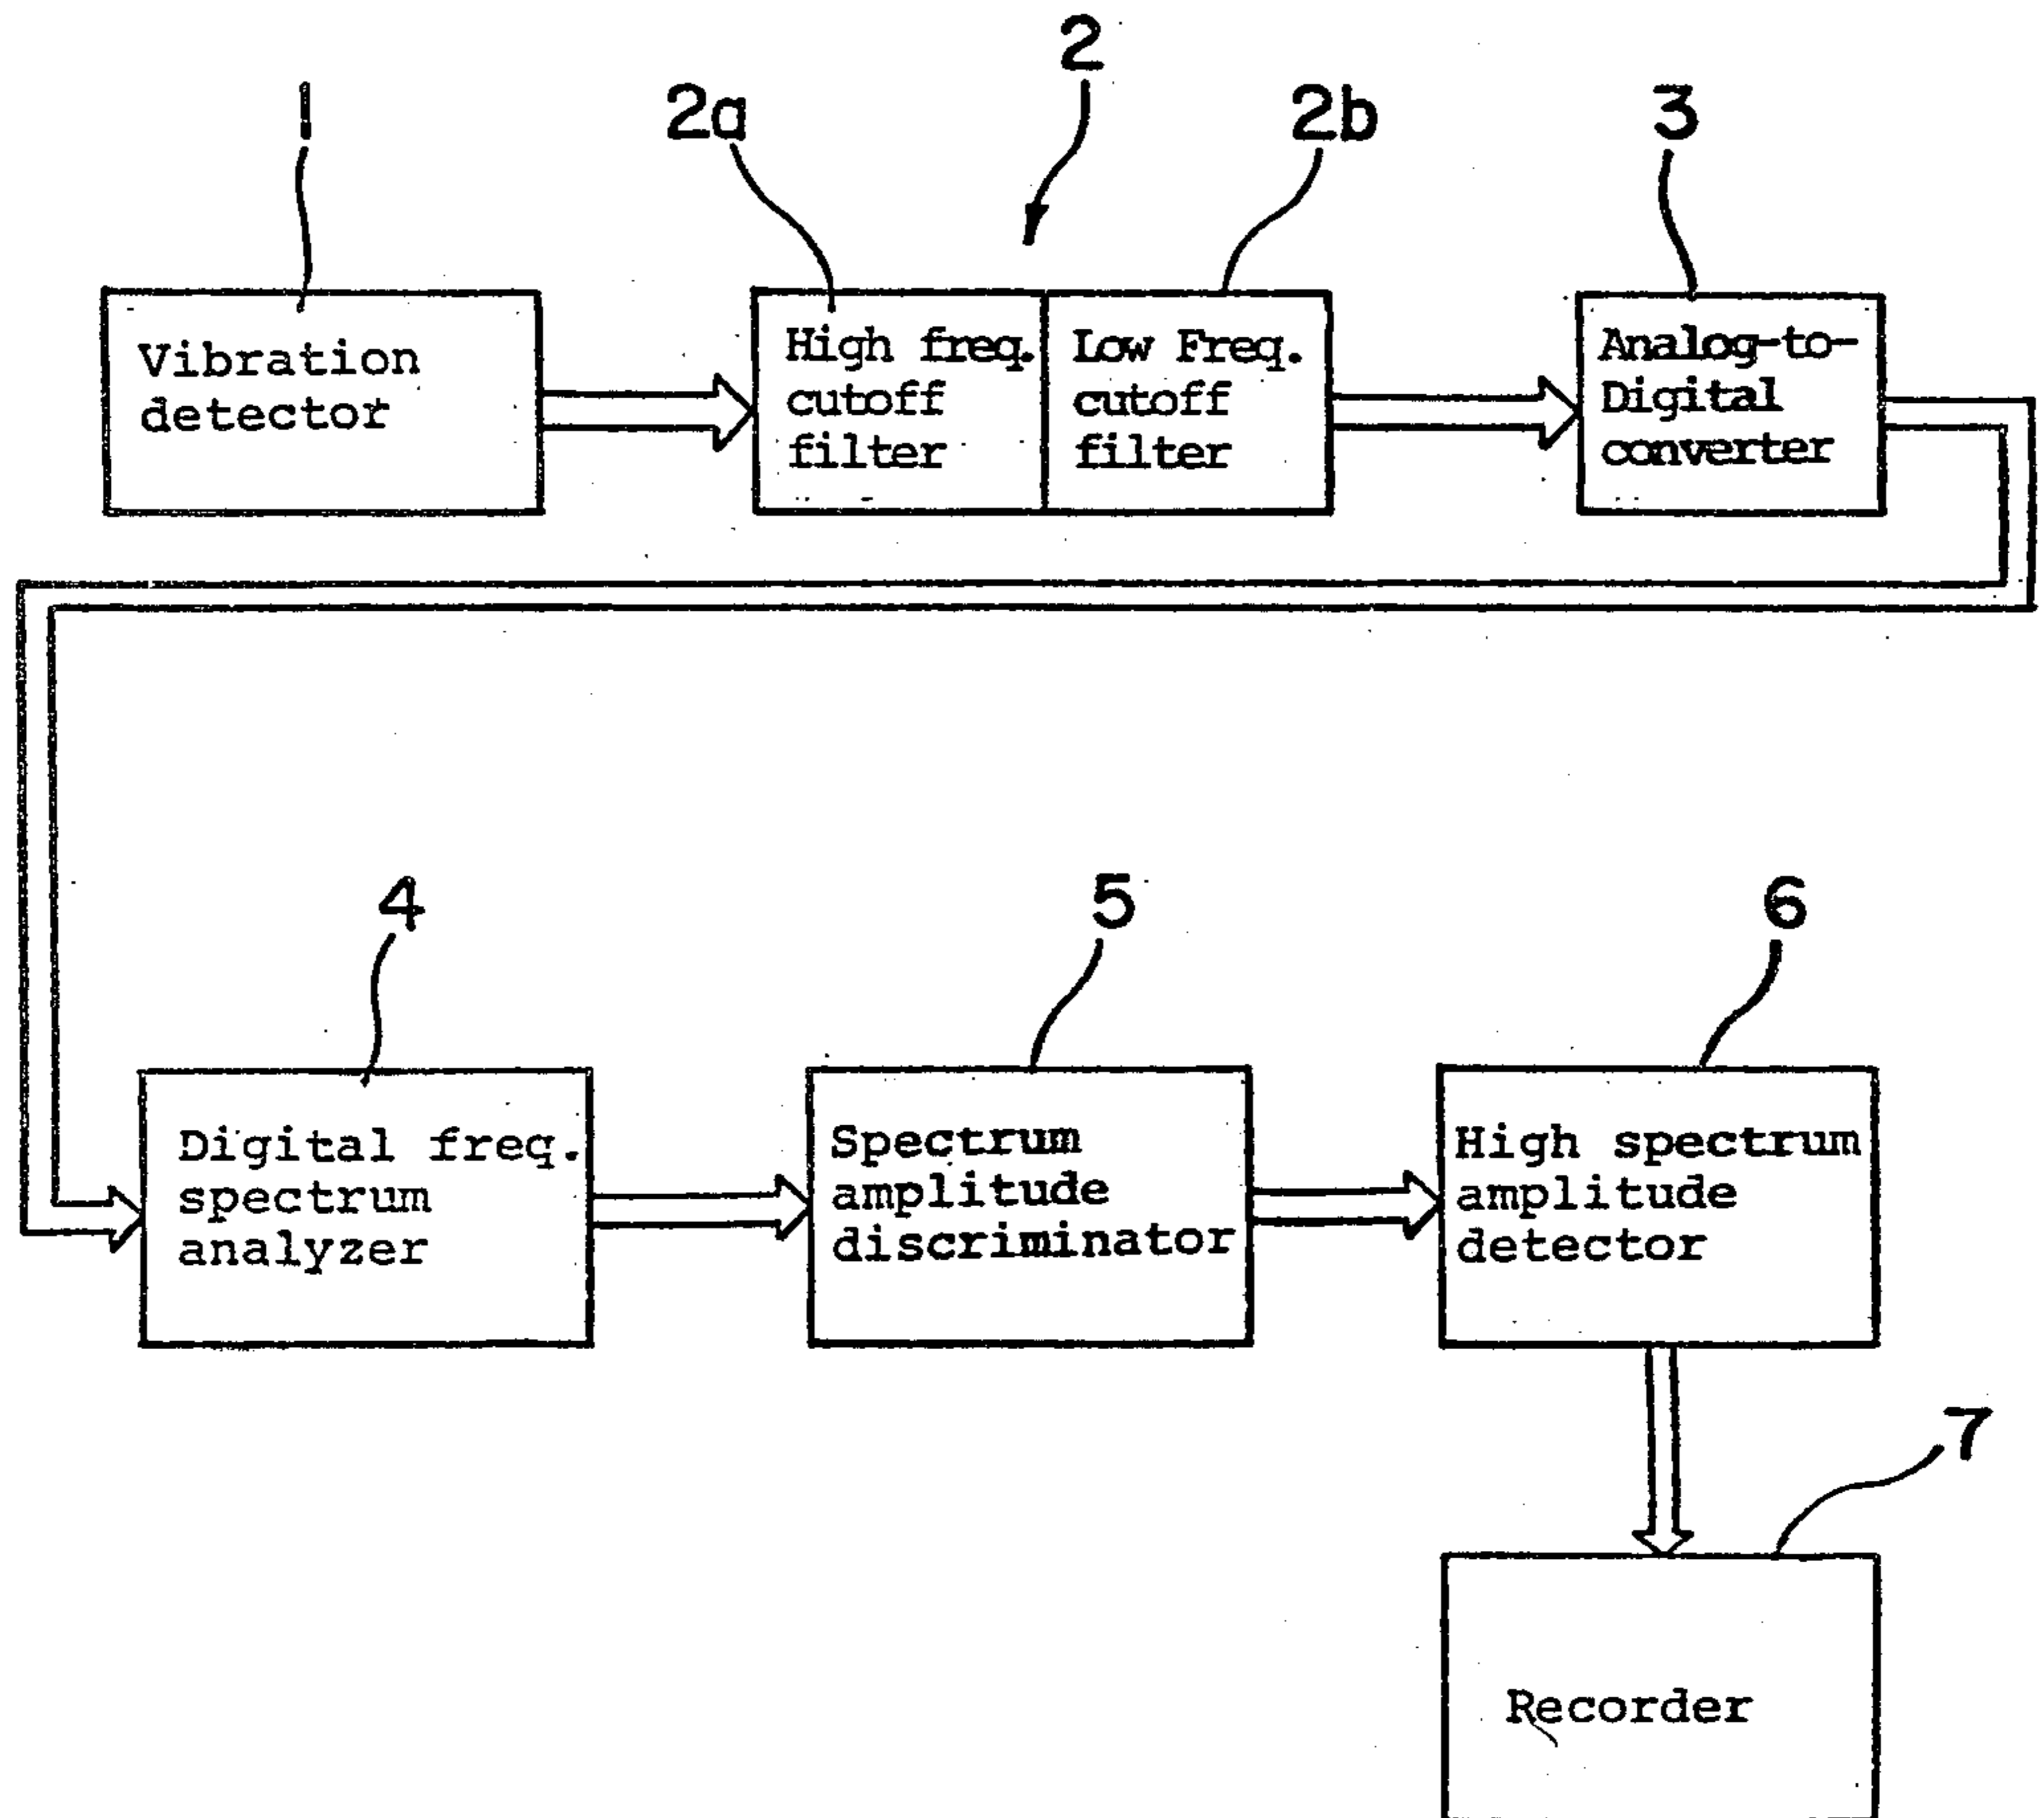 2
1
2a
2b
3
Vibration
detector
High freq.
cutoff
filter
Low Freq.
cutoff
filter
Analog-to-
Digital
converter
4
5
6
Digital freq.
spectrum
analyzer
Spectrum
amplitude
discriminator
High spectrum
amplitude
detector
7
Recorder